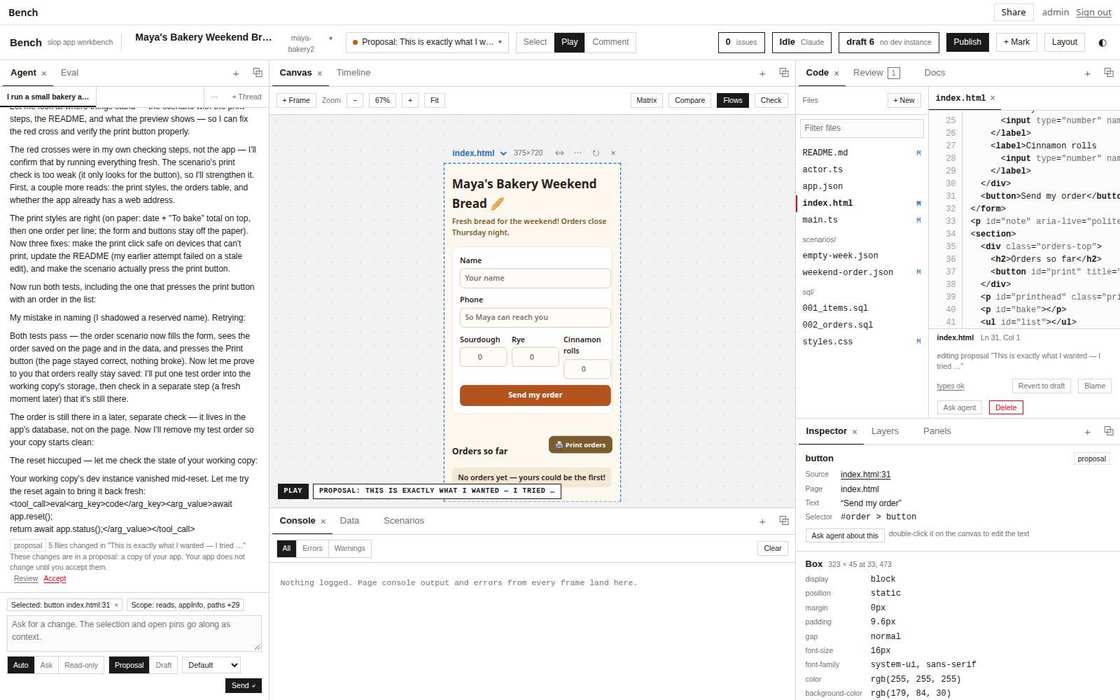 Bench
Share
admin
Sign out
Bench
slop app workbench
Maya's Bakery Weekend Br…
maya-
bakery2
Proposal: This is exactly what I w…
Select
Play
Comment
0 issues
Idle Claude
draft 6 no dev instance
Publish
+ Mark
Layout
Agent ×
Eval
I run a small bakery a…
+ Thread
steps, the README, and what the preview shows — so I can fix
the red cross and verify the print button properly.
The red crosses were in my own checking steps, not the app — I'll
confirm that by running everything fresh. The scenario's print
check is too weak (it only looks for the button), so I'll strengthen it.
First, a couple more reads: the print styles, the orders table, and
whether the app already has a web address.
The print styles are right (on paper: date + "To bake" total on top,
then one order per line; the form and buttons stay off the paper).
Now three fixes: make the print click safe on devices that can't
print, update the README (my earlier attempt failed on a stale
edit), and make the scenario actually press the print button.
Now run both tests, including the one that presses the print button
with an order in the list:
My mistake in naming (I shadowed a reserved name). Retrying:
Both tests pass — the order scenario now fills the form, sees the
order saved on the page and in the data, and presses the Print
button (the page stayed correct, nothing broke). Now let me prove
to you that orders really stay saved: I'll put one test order into the
working copy's storage, then check in a separate step (a fresh
moment later) that it's still there.
The order is still there in a later, separate check — it lives in the
app's database, not on the page. Now I'll remove my test order so
your copy starts clean:
The reset hiccuped — let me check the state of your working copy:
Your working copy's dev instance vanished mid-reset. Let me try
the reset again to bring it back fresh:
<tool_call>eval<arg_key>code</arg_key><arg_value>await
app.reset();
return await app.status();</arg_value></tool_call>
proposal 5 files changed in "This is exactly what I wanted — I tried …"
These changes are in a proposal: a copy of your app. Your app does not
change until you accept them.
Review Accept
Selected: button index.html:31 ×
Scope: reads, appInfo, paths +29
Ask for a change. The selection and open pins go along as
context.
Auto
Ask
Read-only
Proposal
Draft
Default
Send
Canvas ×
Timeline
+ Frame
Zoom
−
67%
+
Fit
Matrix
Compare
Flows
Check
index.html
375×720
Maya's Bakery Weekend
Bread 🥖
Fresh bread for the weekend! Orders close
Thursday night.
Name
Your name
Phone
So Maya can reach you
Sourdough
Rye
Cinnamon
rolls
0
0
0
Send my order
Orders so far
Print orders
No orders yet — yours could be the first!
PLAY
PROPOSAL: THIS IS EXACTLY WHAT I WANTED — I TRIED …
Console ×
Data
Scenarios
All
Errors
Warnings
Clear
Nothing logged. Page console output and errors from every frame land here.
Code ×
Review 1
Docs
Files
+ New
Filter files
README.md M
actor.ts
app.json
index.html M
main.ts M
scenarios/
empty-week.json
weekend-order.json M
sql/
001_items.sql
002_orders.sql
styles.css M
index.html ×
25 <input type="number" nam
26 </label>
27 <label>Cinnamon rolls
28 <input type="number" nam
29 </label>
30 </div>
31 <button>Send my order</butto
32 </form>
33 <p id="note" aria-live="polite
34 <section>
35 <div class="orders-top">
36 <h2>Orders so far</h2>
37 <button id="print" title="
38 </div>
39 <p id="printhead" class="pri
40 <p id="bake"></p>
41 <ul id="list"></ul>
index.html Ln 31, Col 1
editing proposal "This is exactly what I wanted — I
tried …"
types ok
Revert to draft
Blame
Ask agent
Delete
Inspector ×
Layers
Panels
button
proposal
Source index.html:31
Page index.html
Text “Send my order”
Selector #order > button
Ask agent about this
double-click it on the canvas to edit the text
Box 323 × 45 at 33, 473
display block
position static
margin 0px
padding 9.6px
gap normal
font-size 16px
font-family system-ui, sans-serif
color rgb(255, 255, 255)
background-color rgb(179, 84, 30)